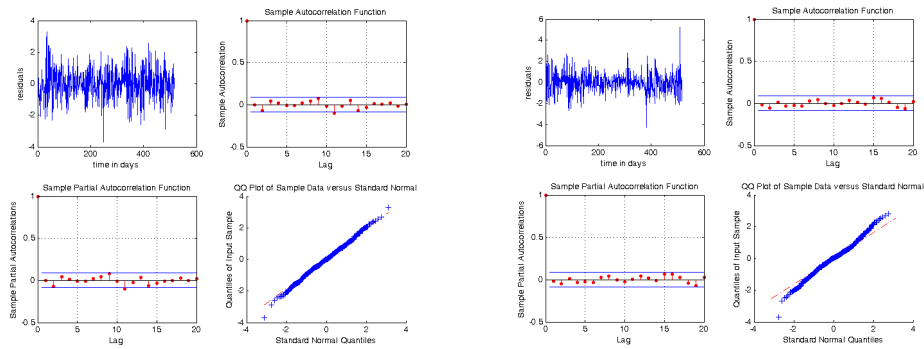 Sample Autocorrelation Function
residuals
4
2
0
-2
-4
0 200 400 600
time in days
Sample Autocorrelation
1
0.5
0
-0.5
0 5 10 15 20
Lag
Sample Partial Autocorrelation Function
Sample Partial Autocorrelations
1
0.5
0
-0.5
0 5 10 15 20
Lag
QQ Plot of Sample Data versus Standard Normal
Quantiles of Input Sample
4
2
0
-2
-4
-4 -2 0 2 4
Standard Normal Quantiles
Sample Autocorrelation Function
residuals
6
4
2
0
-2
-4
-6
0 200 400 600
time in days
Sample Autocorrelation
1
0.5
0
-0.5
0 5 10 15 20
Lag
Sample Partial Autocorrelation Function
Sample Partial Autocorrelations
1
0.5
0
-0.5
0 5 10 15 20
Lag
QQ Plot of Sample Data versus Standard Normal
Quantiles of Input Sample
4
2
0
-2
-4
-4 -2 0 2 4
Standard Normal Quantiles